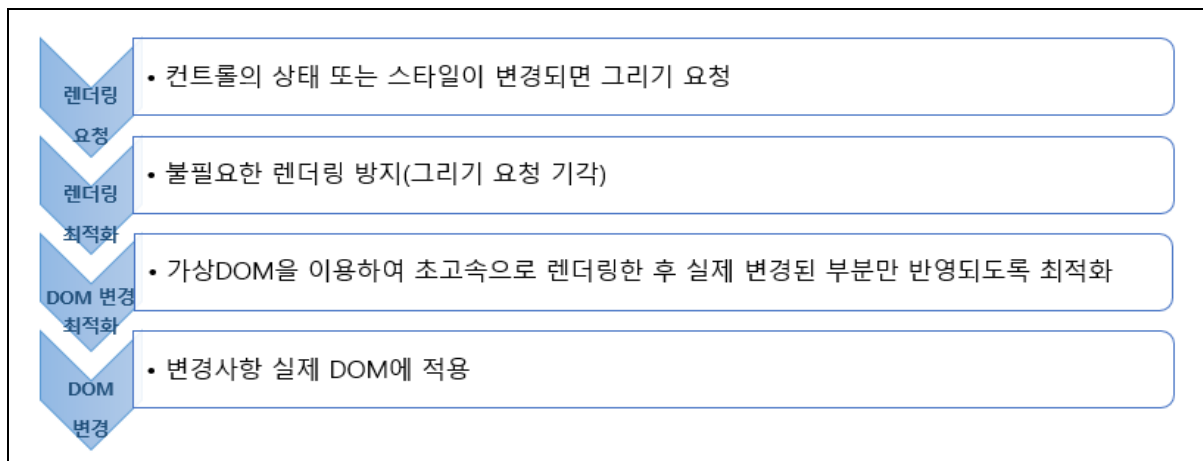 렌더링
요청
• 컨트롤의 상태 또는 스타일이 변경되면 그리기 요청
렌더링
최적화
• 불필요한 렌더링 방지(그리기 요청 기각)
DOM 변경
최적화
• 가상DOM을 이용하여 초고속으로 렌더링한 후 실제 변경된 부분만 반영되도록 최적화
DOM
변경
• 변경사항 실제 DOM에 적용